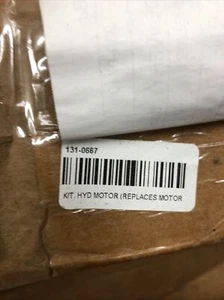 131-0667
KIT, HYD MOTOR (REPLACES MOTOR